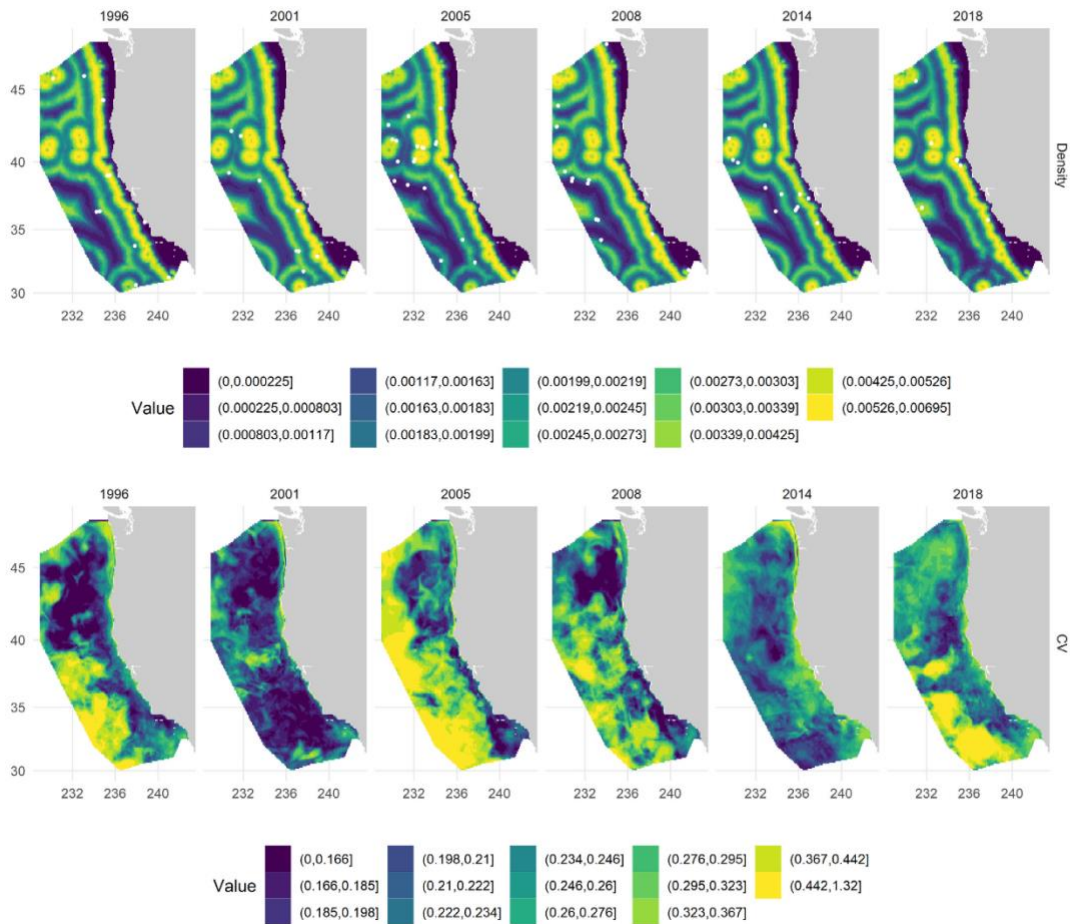 1996 2001 2005 2008 2014 2018
45
40
35
30
Density
232 236 240 232 236 240 232 236 240 232 236 240 232 236 240 232 236 240
(0,0.000225] (0.00117,0.00163] (0.00199,0.00219] (0.00273,0.00303] (0.00425,0.00526]
Value (0.000225,0.000803] (0.00163,0.00183] (0.00219,0.00245] (0.00303,0.00339] (0.00526,0.00695]
(0.000803,0.00117] (0.00183,0.00199] (0.00245,0.00273] (0.00339,0.00425]
1996 2001 2005 2008 2014 2018
45
40
35
30
CV
232 236 240 232 236 240 232 236 240 232 236 240 232 236 240 232 236 240
(0,0.166] (0.198,0.21] (0.234,0.246] (0.276,0.295] (0.367,0.442]
Value (0.166,0.185] (0.21,0.222] (0.246,0.26] (0.295,0.323] (0.442,1.32]
(0.185,0.198] (0.222,0.234] (0.26,0.276] (0.323,0.367]